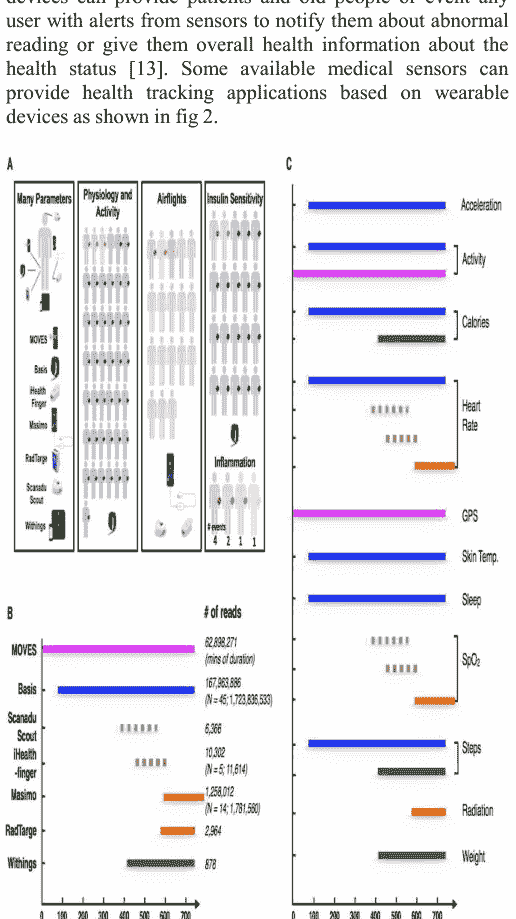 devices can provide patients and old people or event any
user with alerts from sensors to notify them about abnormal
reading or give them overall health information about the
health status [13]. Some available medical sensors can
provide health tracking applications based on wearable
devices as shown in fig 2.
A
Many Parameters
MOVES
Basis
iHealth
Finger
Masimo
RadTarge
Scanadu
Scout
Withings
Physiology and
Activity
Airflights
Insulin Sensitivity
Inflammation
# events
4 2 1 1
B
# of reads
MOVES
62,898,271
(mins of duration)
Basis
167,963,886
(N = 45; 1,723,836,533)
Scanadu
Scout
6,366
iHealth
-finger
10,302
(N = 5; 11,614)
Masimo
1,258,012
(N = 14; 1,781,560)
RadTarge
2,964
Withings
878
0 100 200 300 400 500 600 700
C
Acceleration
Activity
Calories
Heart
Rate
GPS
Skin Temp.
Sleep
SpO₂
Steps
Radiation
Weight
0 100 200 300 400 500 600 700